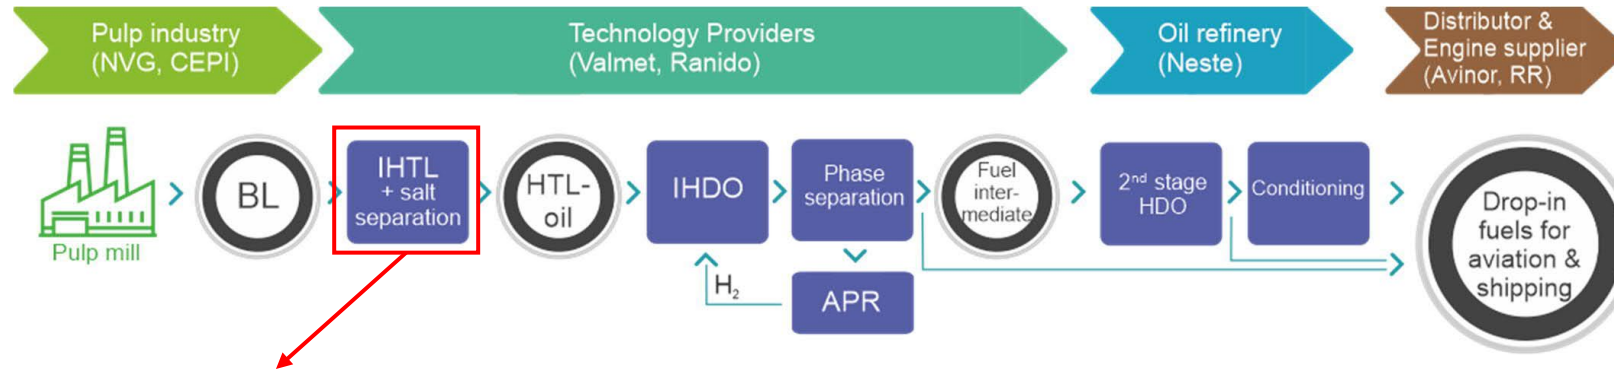 Pulp industry
(NVG, CEPI)
Technology Providers
(Valmet, Ranido)
Oil refinery
(Neste)
Distributor &
Engine supplier
(Avinor, RR)
Pulp mill
BL
IHTL
+ salt
separation
HTL-
oil
IHDO
Phase
separation
Fuel
inter-
mediate
2nd stage
HDO
Conditioning
Drop-in
fuels for
aviation &
shipping
H2
APR